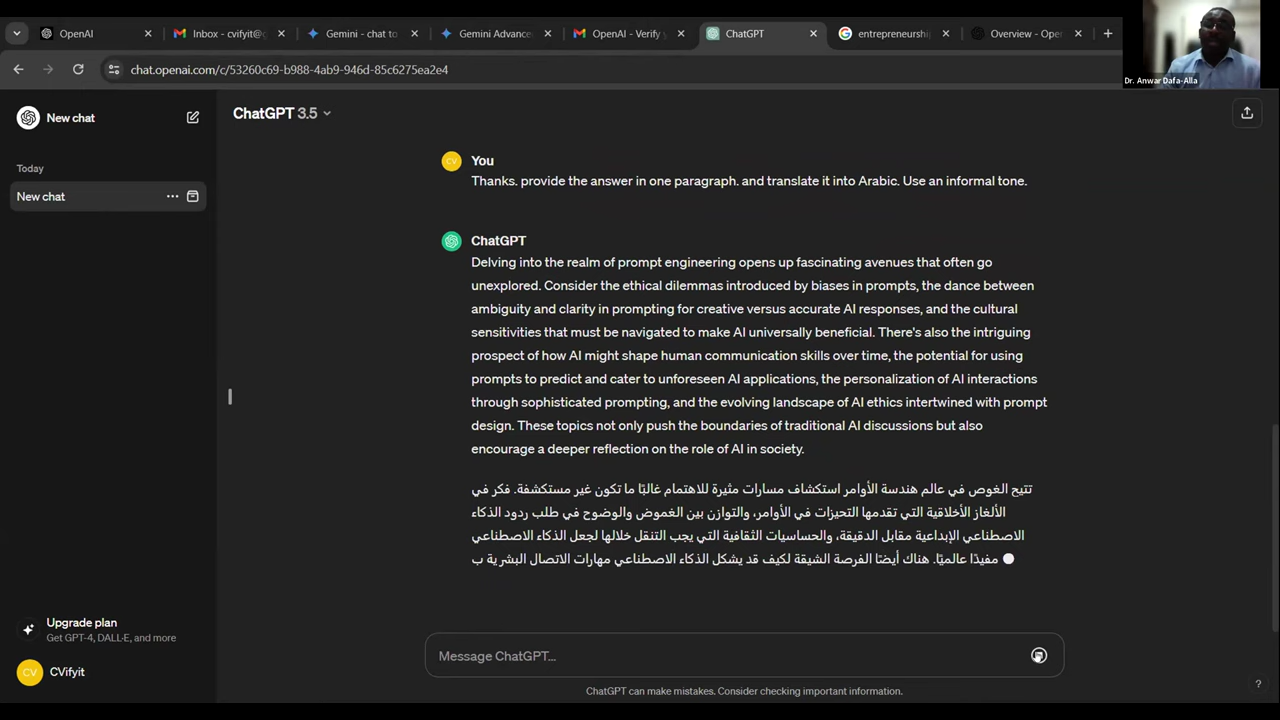 OpenAI
Inbox - cvifyit@g
Gemini - chat to
Gemini Advance
OpenAI - Verify y
ChatGPT
entrepreneurshi
Overview - Open
chat.openai.com/c/53260c69-b988-4ab9-946d-85c6275ea2e4
Dr. Anwar Dafa-Alla
New chat
ChatGPT 3.5
Today
New chat
CV
You
Thanks. provide the answer in one paragraph. and translate it into Arabic. Use an informal tone.
ChatGPT
Delving into the realm of prompt engineering opens up fascinating avenues that often go
unexplored. Consider the ethical dilemmas introduced by biases in prompts, the dance between
ambiguity and clarity in prompting for creative versus accurate AI responses, and the cultural
sensitivities that must be navigated to make AI universally beneficial. There's also the intriguing
prospect of how AI might shape human communication skills over time, the potential for using
prompts to predict and cater to unforeseen AI applications, the personalization of AI interactions
through sophisticated prompting, and the evolving landscape of AI ethics intertwined with prompt
design. These topics not only push the boundaries of traditional AI discussions but also
encourage a deeper reflection on the role of AI in society.
تتيح الغوص في عالم هندسة الأوامر استكشاف مسارات مثيرة للاهتمام غالبًا ما تكون غير مستكشفة. فكر في
الألغاز الأخلاقية التي تقدمها التحيزات في الأوامر، والتوازن بين الغموض والوضوح في طلب ردود الذكاء
الاصطناعي الإبداعية مقابل الدقيقة، والحساسيات الثقافية التي يجب التنقل خلالها لجعل الذكاء الاصطناعي
مفيدًا عالميًا. هناك أيضًا الفرصة الشيقة لكيف قد يشكل الذكاء الاصطناعي مهارات الاتصال البشرية ب
Upgrade plan
Get GPT-4, DALL·E, and more
CV
CVifyit
Message ChatGPT...
ChatGPT can make mistakes. Consider checking important information.
?